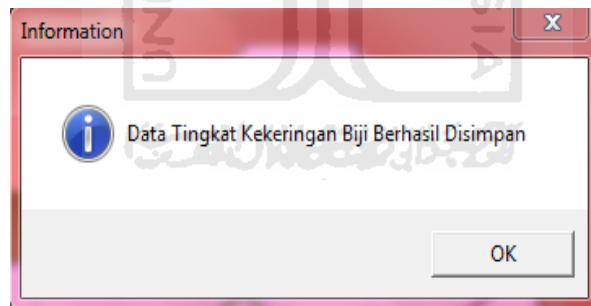 Information
Data Tingkat Kekeringan Biji Berhasil Disimpan
OK